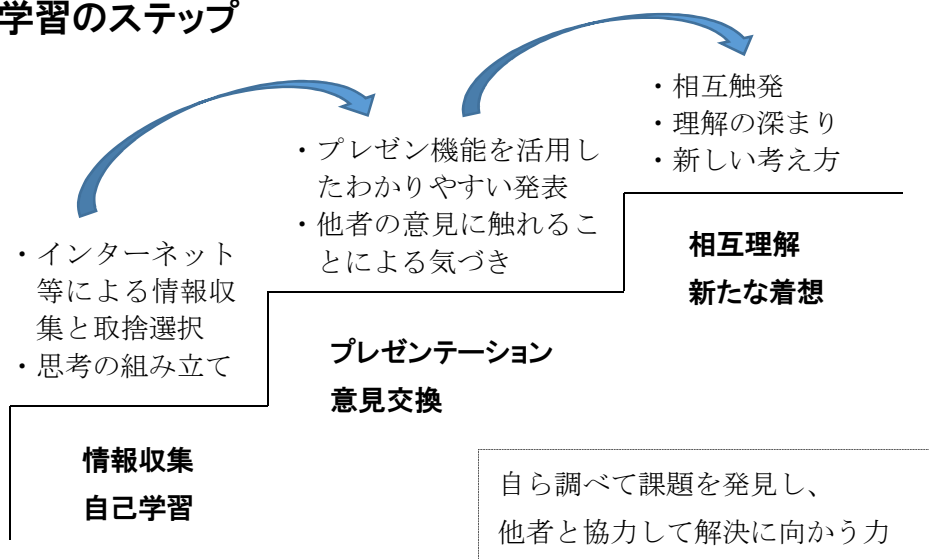 学習のステップ
・インターネット
等による情報収
集と取捨選択
・思考の組み立て
情報収集
自己学習
・プレゼン機能を活用し
たわかりやすい発表
・他者の意見に触れるこ
とによる気づき
プレゼンテーション
意見交換
・相互触発
・理解の深まり
・新しい考え方
相互理解
新たな着想
自ら調べて課題を発見し、
他者と協力して解決に向かう力